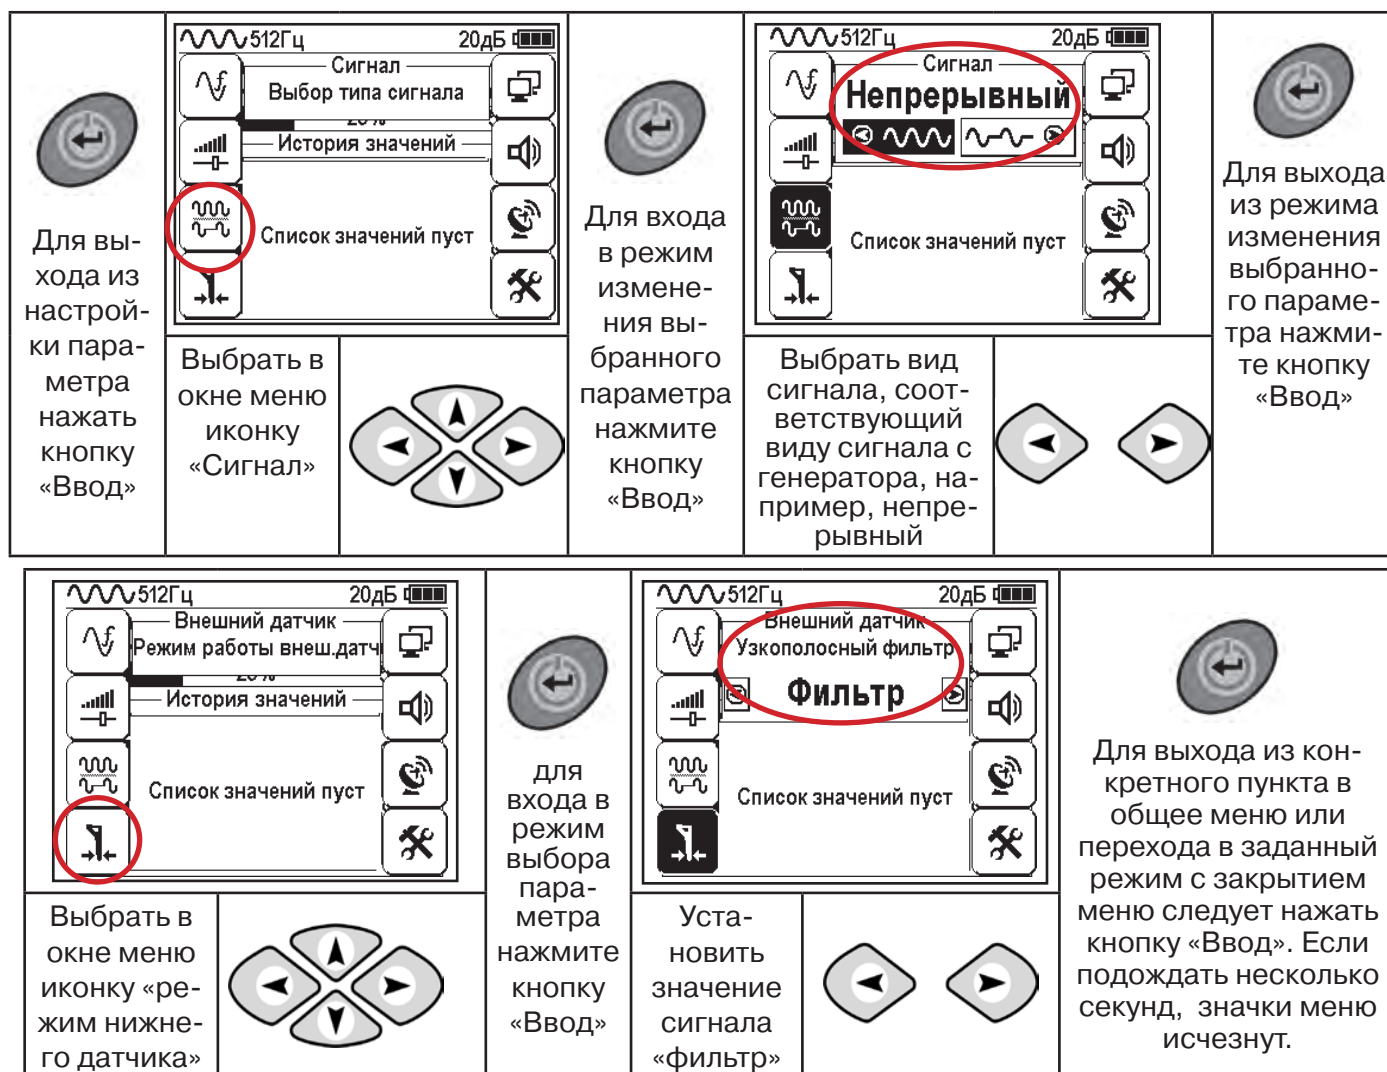 Для вы-
хода из
настрой-
ки пара-
метра
нажать
кнопку
«Ввод»
512Гц 20дБ
Сигнал
Выбор типа сигнала
История значений
Список значений пуст
Выбрать в
окне меню
иконку
«Сигнал»
Для входа
в режим
измене-
ния вы-
бранного
параметра
нажмите
кнопку
«Ввод»
512Гц 20дБ
Сигнал
Непрерывный
Список значений пуст
Выбрать вид
сигнала, соот-
ветствующий
виду сигнала с
генератора, на-
пример, непре-
рывный
Для выхода
из режима
изменения
выбранно-
го параме-
тра нажми-
те кнопку
«Ввод»
512Гц 20дБ
Внешний датчик
Режим работы внеш.датч
История значений
Список значений пуст
Выбрать в
окне меню
иконку «ре-
жим нижне-
го датчика»
для
входа в
режим
выбора
пара-
метра
нажмите
кнопку
«Ввод»
512Гц 20дБ
Внешний датчик
Узкополосный фильтр
Фильтр
Список значений пуст
Уста-
новить
значение
сигнала
«фильтр»
Для выхода из кон-
кретного пункта в
общее меню или
перехода в заданный
режим с закрытием
меню следует нажать
кнопку «Ввод». Если
подождать несколько
секунд, значки меню
исчезнут.